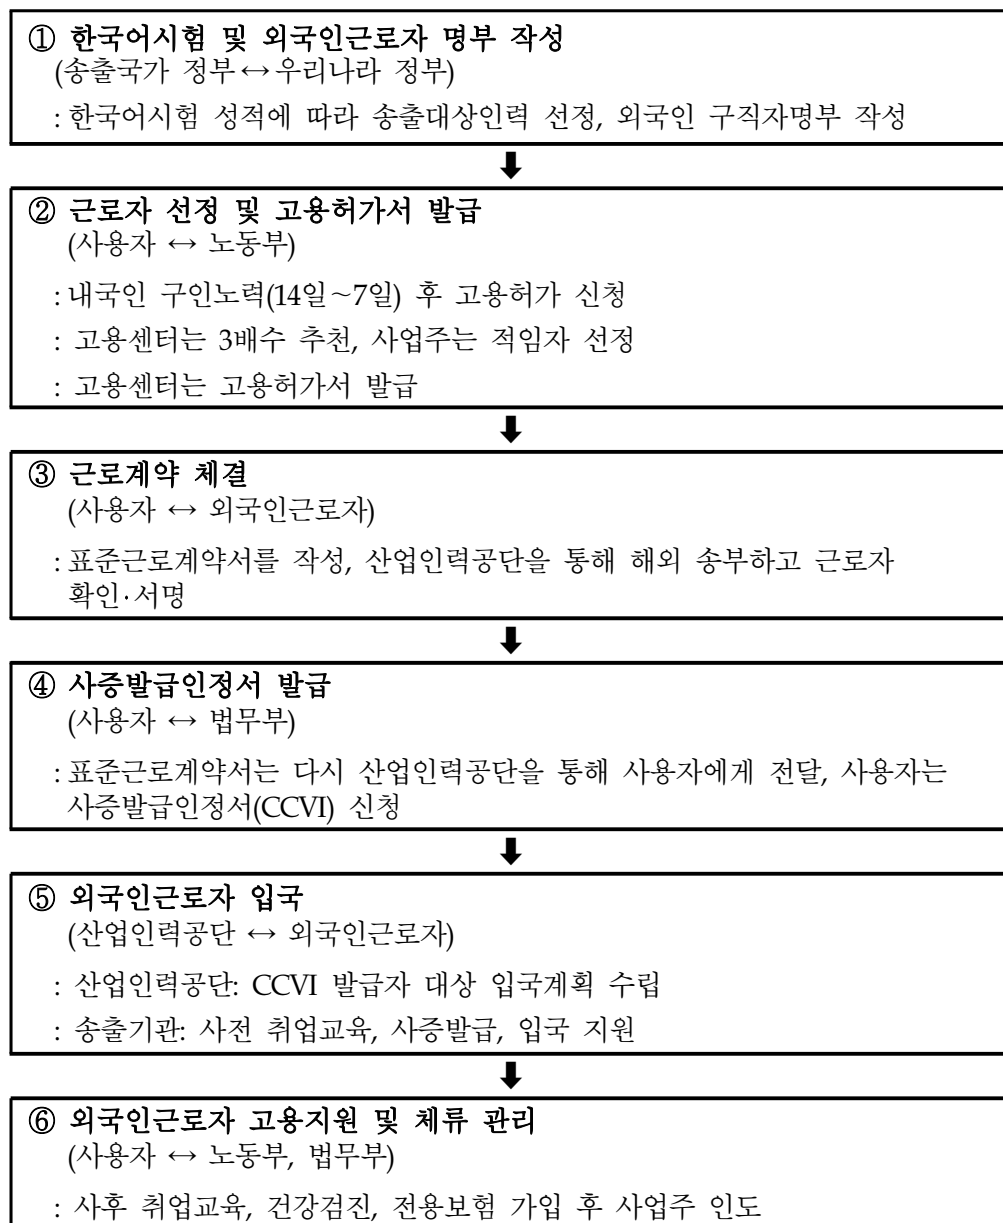 ① 한국어시험 및 외국인근로자 명부 작성
(송출국가 정부↔우리나라 정부)
: 한국어시험 성적에 따라 송출대상인력 선정, 외국인 구직자명부 작성
② 근로자 선정 및 고용허가서 발급
(사용자 ↔ 노동부)
: 내국인 구인노력(14일~7일) 후 고용허가 신청
: 고용센터는 3배수 추천, 사업주는 적임자 선정
: 고용센터는 고용허가서 발급
③ 근로계약 체결
(사용자 ↔ 외국인근로자)
: 표준근로계약서를 작성, 산업인력공단을 통해 해외 송부하고 근로자
확인·서명
④ 사증발급인정서 발급
(사용자 ↔ 법무부)
: 표준근로계약서는 다시 산업인력공단을 통해 사용자에게 전달, 사용자는
사증발급인정서(CCVI) 신청
⑤ 외국인근로자 입국
(산업인력공단 ↔ 외국인근로자)
: 산업인력공단: CCVI 발급자 대상 입국계획 수립
: 송출기관: 사전 취업교육, 사증발급, 입국 지원
⑥ 외국인근로자 고용지원 및 체류 관리
(사용자 ↔ 노동부, 법무부)
: 사후 취업교육, 건강검진, 전용보험 가입 후 사업주 인도